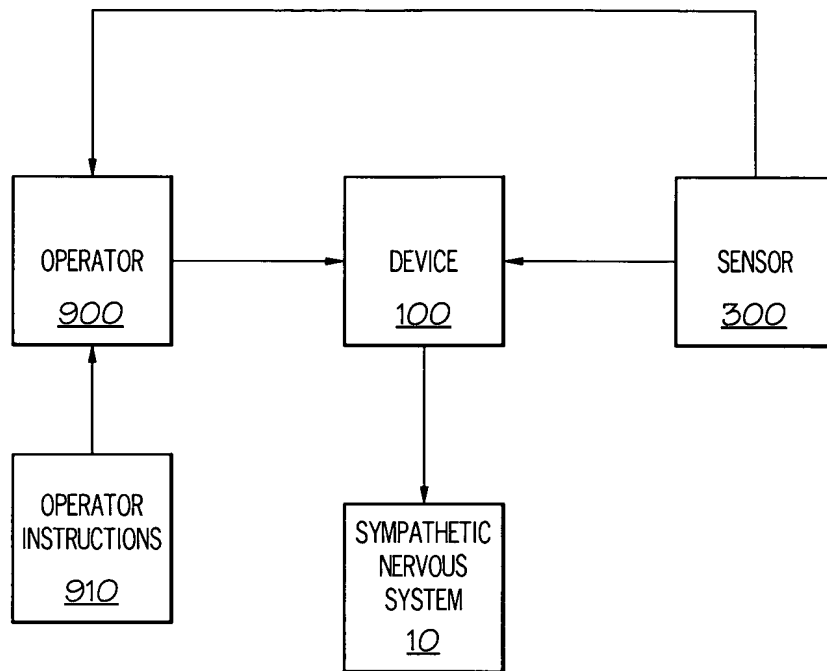 OPERATOR
900
DEVICE
100
SENSOR
300
OPERATOR
INSTRUCTIONS
910
SYMPATHETIC
NERVOUS
SYSTEM
10